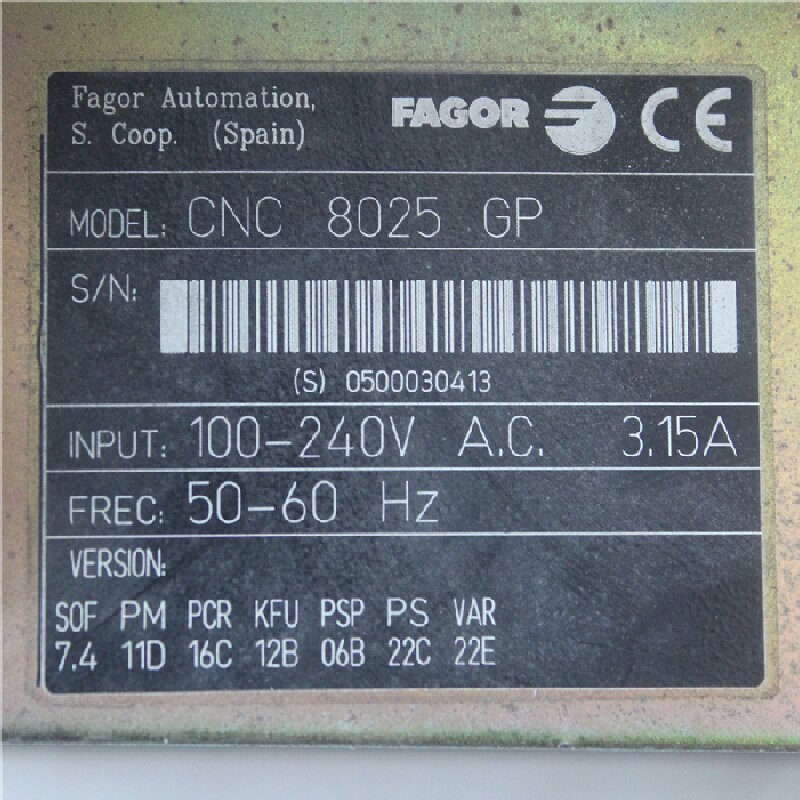 Fagor Automation,
S. Coop. (Spain)
FAGOR CE
MODEL: CNC 8025 GP
S/N:
(S) 0500030413
INPUT: 100-240V A.C. 3.15A
FREC: 50-60 Hz
VERSION:
SOF PM PCR KFU PSP PS VAR
7.4 11D 16C 12B 06B 22C 22E